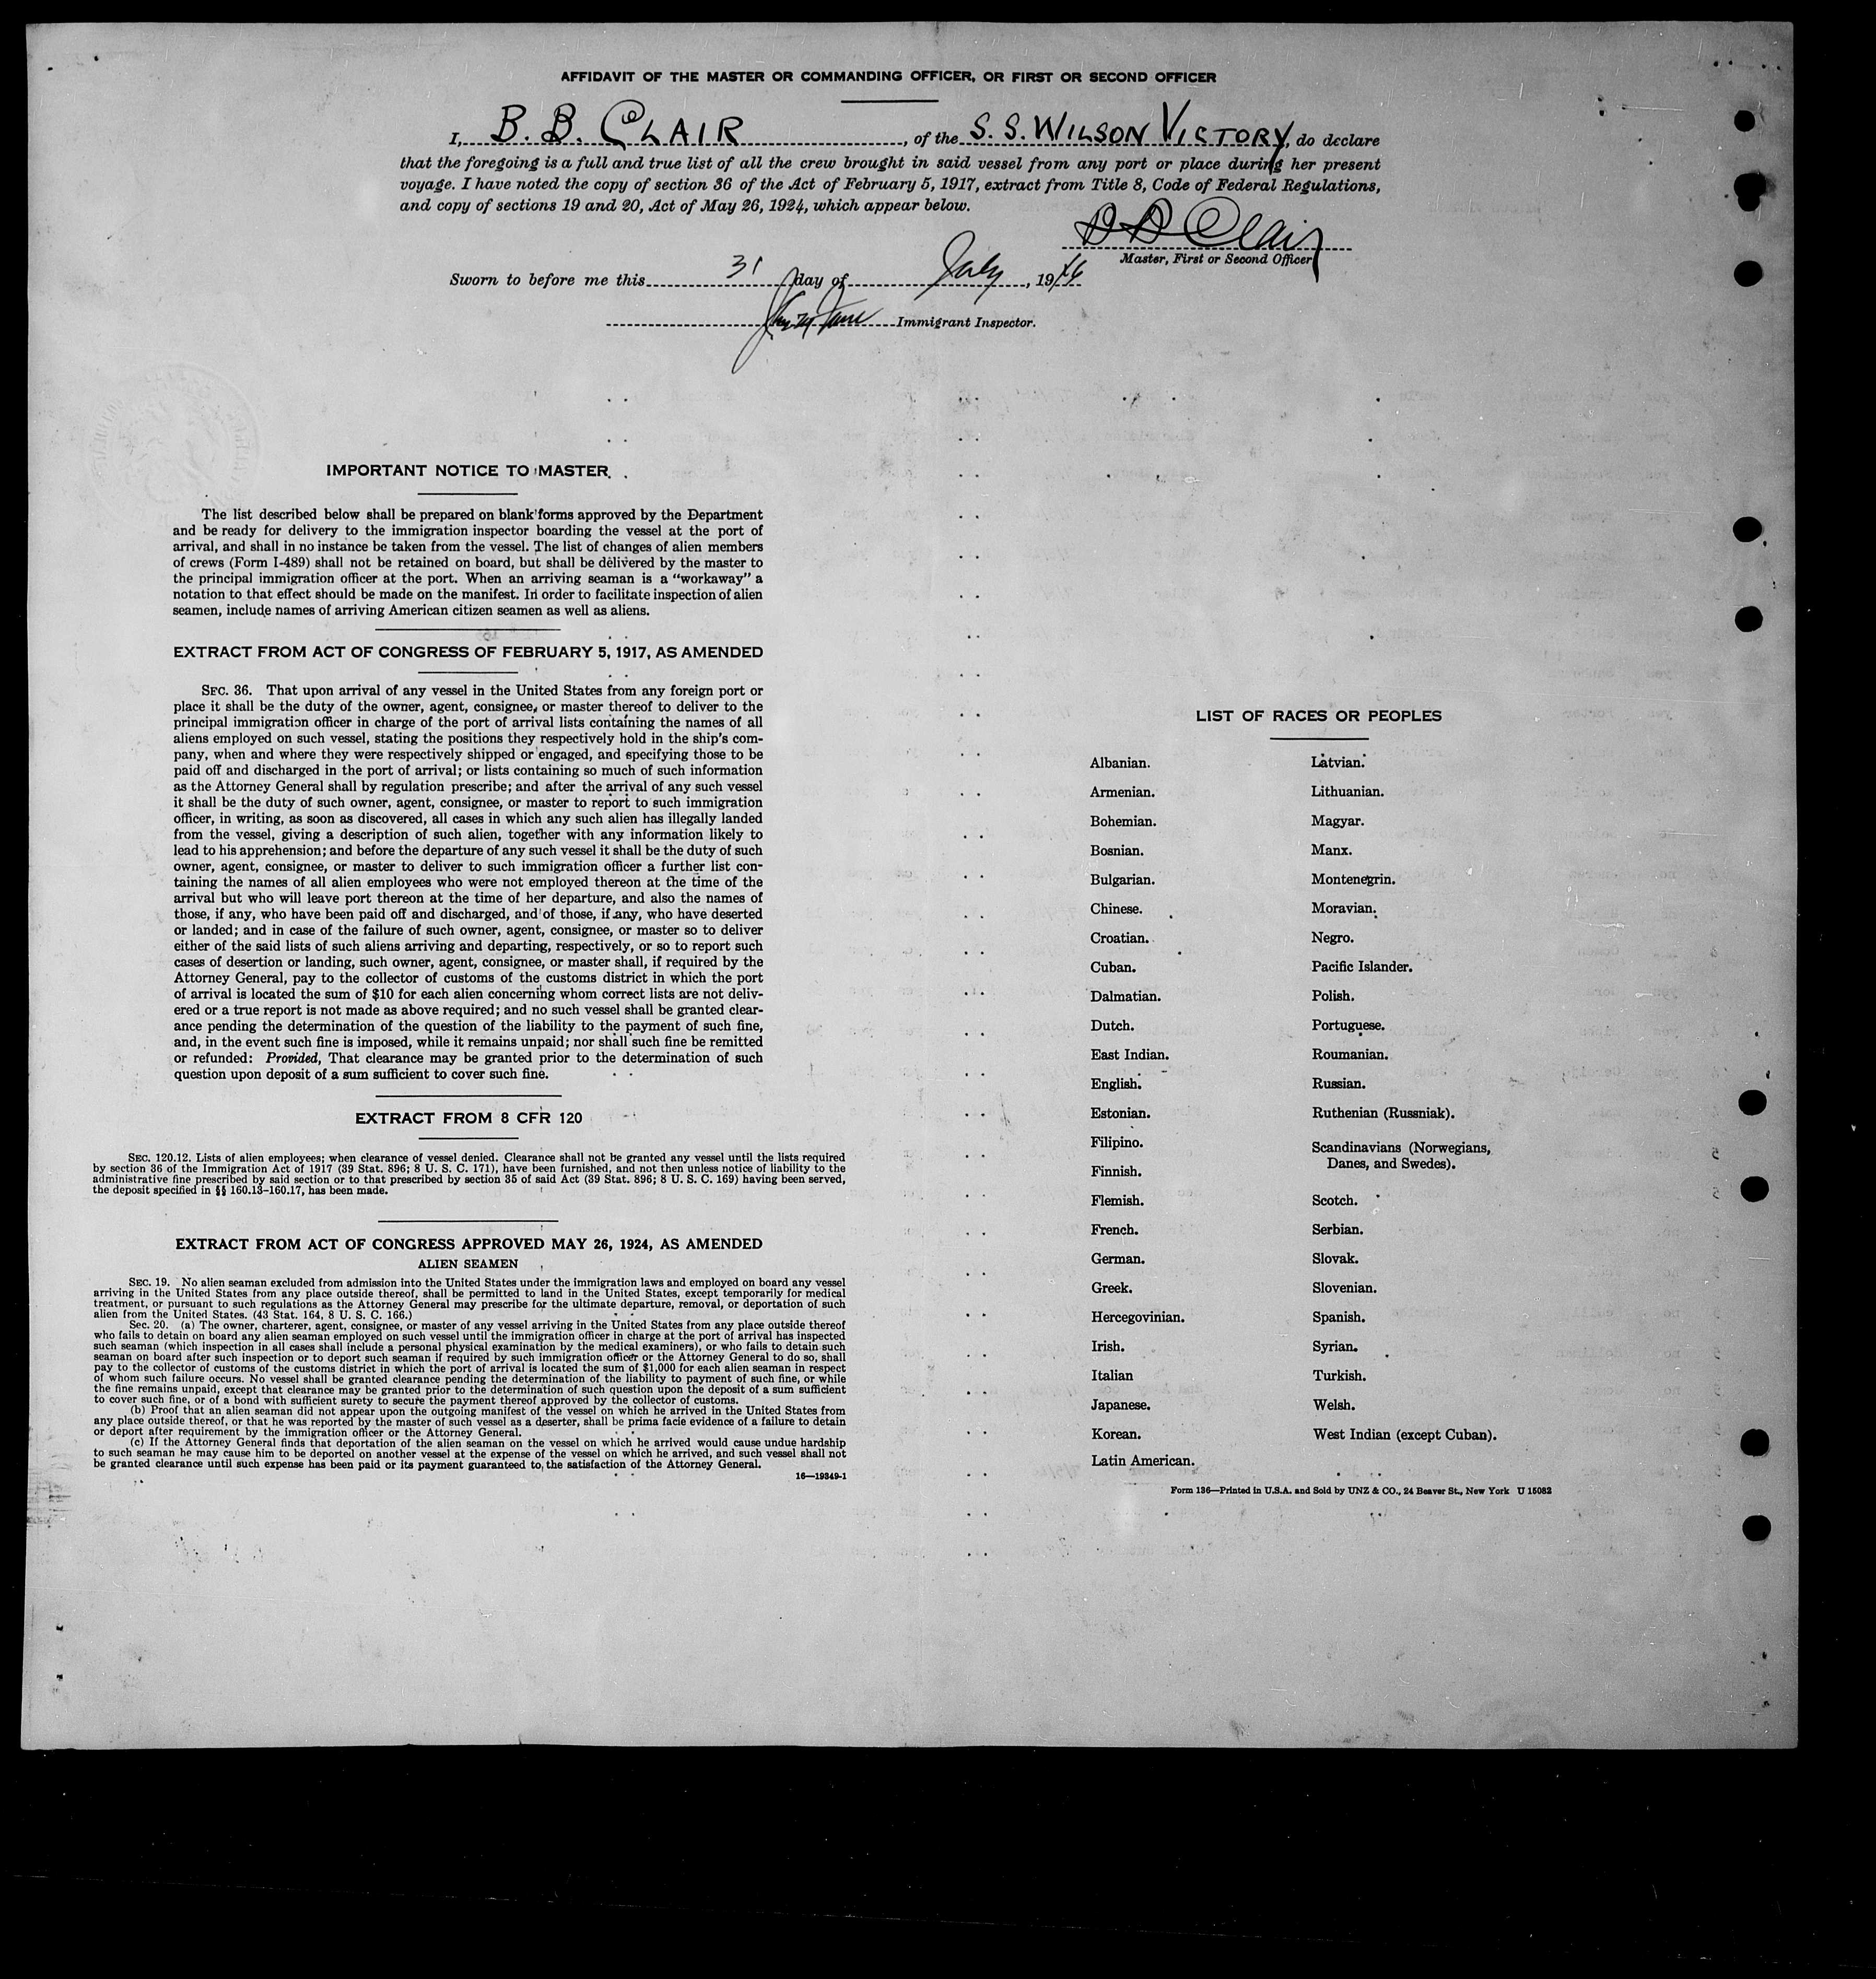 AFFIDAVIT OF THE MASTER OR COMMANDING OFFICER, OR FIRST OR SECOND OFFICER
I, B. B. CLAIR, of the S. S. WILSON VICTORY, do declare
that the foregoing is a full and true list of all the crew brought in said vessel from any port or place during her present
voyage. I have noted the copy of section 36 of the Act of February 5, 1917, extract from Title 8, Code of Federal Regulations,
and copy of sections 19 and 20, Act of May 26, 1924, which appear below.
B B Clair
Master, First or Second Officer
Sworn to before me this 31 day of July, 1946
Immigrant Inspector.
IMPORTANT NOTICE TO MASTER
The list described below shall be prepared on blank forms approved by the Department
and be ready for delivery to the immigration inspector boarding the vessel at the port of
arrival, and shall in no instance be taken from the vessel. The list of changes of alien members
of crews (Form I-489) shall not be retained on board, but shall be delivered by the master to
the principal immigration officer at the port. When an arriving seaman is a “workaway” a
notation to that effect should be made on the manifest. In order to facilitate inspection of alien
seamen, include names of arriving American citizen seamen as well as aliens.
EXTRACT FROM ACT OF CONGRESS OF FEBRUARY 5, 1917, AS AMENDED
SEC. 36. That upon arrival of any vessel in the United States from any foreign port or
place it shall be the duty of the owner, agent, consignee, or master thereof to deliver to the
principal immigration officer in charge of the port of arrival lists containing the names of all
aliens employed on such vessel, stating the positions they respectively hold in the ship's com-
pany, when and where they were respectively shipped or engaged, and specifying those to be
paid off and discharged in the port of arrival; or lists containing so much of such information
as the Attorney General shall by regulation prescribe; and after the arrival of any such vessel
it shall be the duty of such owner, agent, consignee, or master to report to such immigration
officer, in writing, as soon as discovered, all cases in which any such alien has illegally landed
from the vessel, giving a description of such alien, together with any information likely to
lead to his apprehension; and before the departure of any such vessel it shall be the duty of such
owner, agent, consignee, or master to deliver to such immigration officer a further list con-
taining the names of all alien employees who were not employed thereon at the time of the
arrival but who will leave port thereon at the time of her departure, and also the names of
those, if any, who have been paid off and discharged, and of those, if any, who have deserted
or landed; and in case of the failure of such owner, agent, consignee, or master so to deliver
either of the said lists of such aliens arriving and departing, respectively, or so to report such
cases of desertion or landing, such owner, agent, consignee, or master shall, if required by the
Attorney General, pay to the collector of customs of the customs district in which the port
of arrival is located the sum of $10 for each alien concerning whom correct lists are not deliv-
ered or a true report is not made as above required; and no such vessel shall be granted clear-
ance pending the determination of the question of the liability to the payment of such fine,
and, in the event such fine is imposed, while it remains unpaid; nor shall such fine be remitted
or refunded: Provided, That clearance may be granted prior to the determination of such
question upon deposit of a sum sufficient to cover such fine.
EXTRACT FROM 8 CFR 120
SEC. 120.12. Lists of alien employees; when clearance of vessel denied. Clearance shall not be granted any vessel until the lists required
by section 36 of the Immigration Act of 1917 (39 Stat. 896; 8 U. S. C. 171), have been furnished, and not then unless notice of liability to the
administrative fine prescribed by said section or to that prescribed by section 35 of said Act (39 Stat. 896; 8 U. S. C. 169) having been served,
the deposit specified in §§ 160.13–160.17, has been made.
EXTRACT FROM ACT OF CONGRESS APPROVED MAY 26, 1924, AS AMENDED
ALIEN SEAMEN
SEC. 19. No alien seaman excluded from admission into the United States under the immigration laws and employed on board any vessel
arriving in the United States from any place outside thereof, shall be permitted to land in the United States, except temporarily for medical
treatment, or pursuant to such regulations as the Attorney General may prescribe for the ultimate departure, removal, or deportation of such
alien from the United States. (43 Stat. 164, 8 U. S. C. 166.)
Sec. 20. (a) The owner, charterer, agent, consignee, or master of any vessel arriving in the United States from any place outside thereof
who fails to detain on board any alien seaman employed on such vessel until the immigration officer in charge at the port of arrival has inspected
such seaman (which inspection in all cases shall include a personal physical examination by the medical examiners), or who fails to detain such
seaman on board after such inspection or to deport such seaman if required by such immigration officer or the Attorney General to do so, shall
pay to the collector of customs of the customs district in which the port of arrival is located the sum of $1,000 for each alien seaman in respect
of whom such failure occurs. No vessel shall be granted clearance pending the determination of the liability to payment of such fine, or while
the fine remains unpaid, except that clearance may be granted prior to the determination of such question upon the deposit of a sum sufficient
to cover such fine, or of a bond with sufficient surety to secure the payment thereof approved by the collector of customs.
(b) Proof that an alien seaman did not appear upon the outgoing manifest of the vessel on which he arrived in the United States from
any place outside thereof, or that he was reported by the master of such vessel as a deserter, shall be prima facie evidence of a failure to detain
or deport after requirement by the immigration officer or the Attorney General.
(c) If the Attorney General finds that deportation of the alien seaman on the vessel on which he arrived would cause undue hardship
to such seaman he may cause him to be deported on another vessel at the expense of the vessel on which he arrived, and such vessel shall not
be granted clearance until such expense has been paid or its payment guaranteed to the satisfaction of the Attorney General.
16—19349-1
LIST OF RACES OR PEOPLES
Albanian.
Armenian.
Bohemian.
Bosnian.
Bulgarian.
Chinese.
Croatian.
Cuban.
Dalmatian.
Dutch.
East Indian.
English.
Estonian.
Filipino.
Finnish.
Flemish.
French.
German.
Greek.
Hercegovinian.
Irish.
Italian
Japanese.
Korean.
Latin American.
Latvian.
Lithuanian.
Magyar.
Manx.
Montenegrin.
Moravian.
Negro.
Pacific Islander.
Polish.
Portuguese.
Roumanian.
Russian.
Ruthenian (Russniak).
Scandinavians (Norwegians,
Danes, and Swedes).
Scotch.
Serbian.
Slovak.
Slovenian.
Spanish.
Syrian.
Turkish.
Welsh.
West Indian (except Cuban).
Form 136—Printed in U.S.A. and Sold by UNZ & CO., 24 Beaver St., New York U 15082